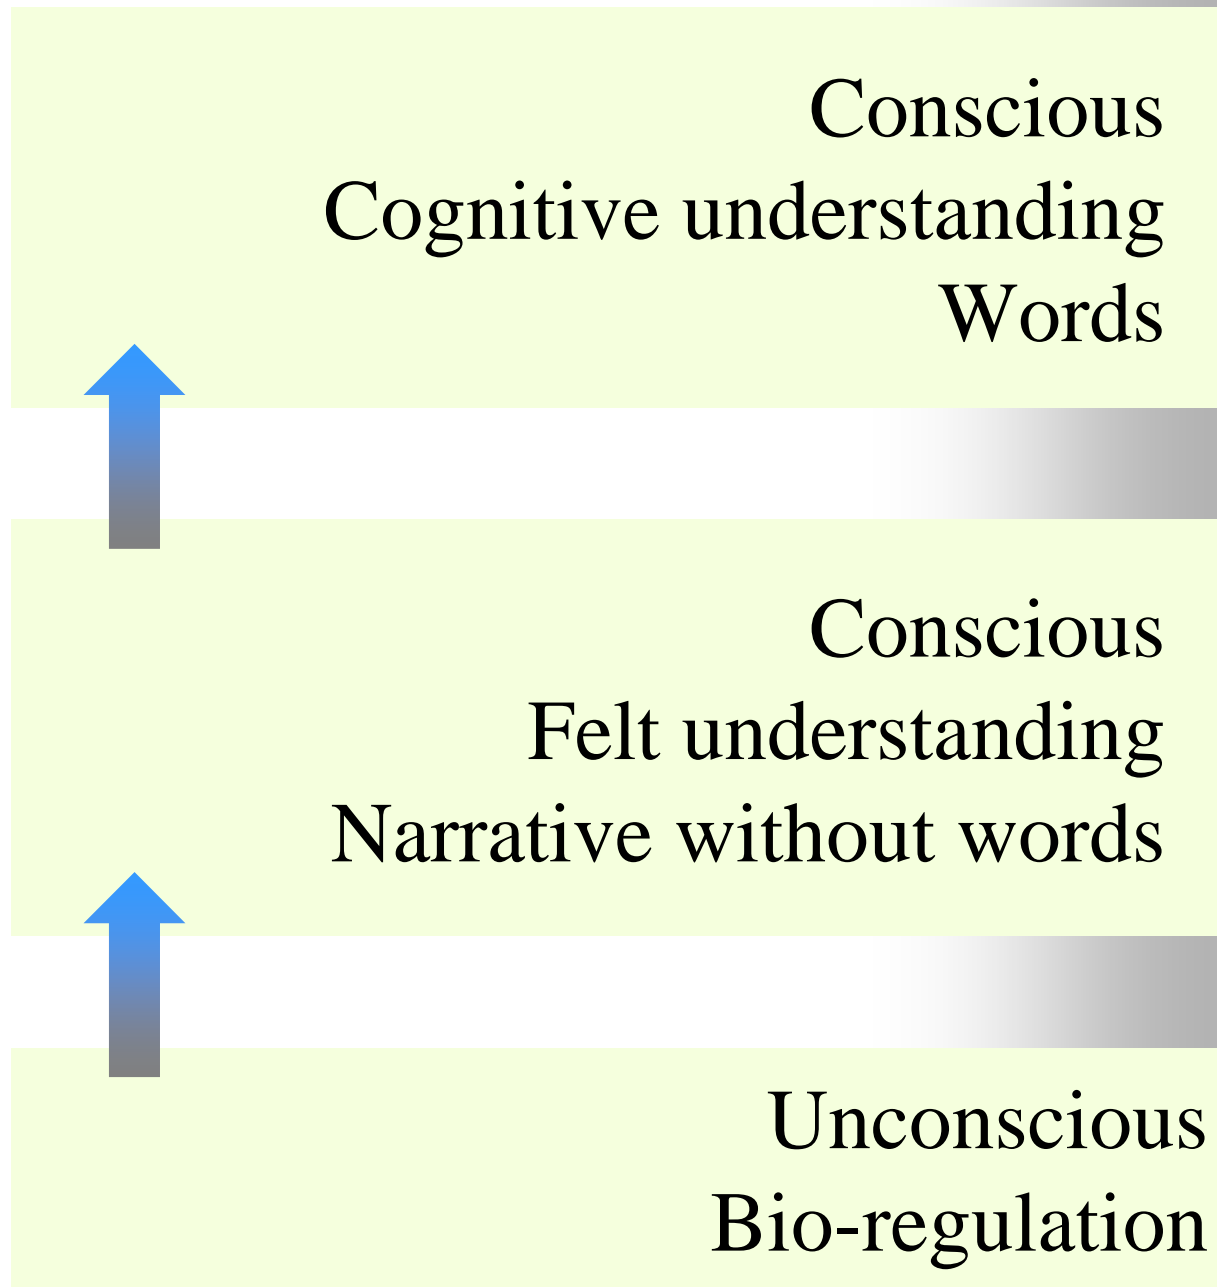 Conscious
Cognitive understanding
Words
Conscious
Felt understanding
Narrative without words
Unconscious
Bio-regulation